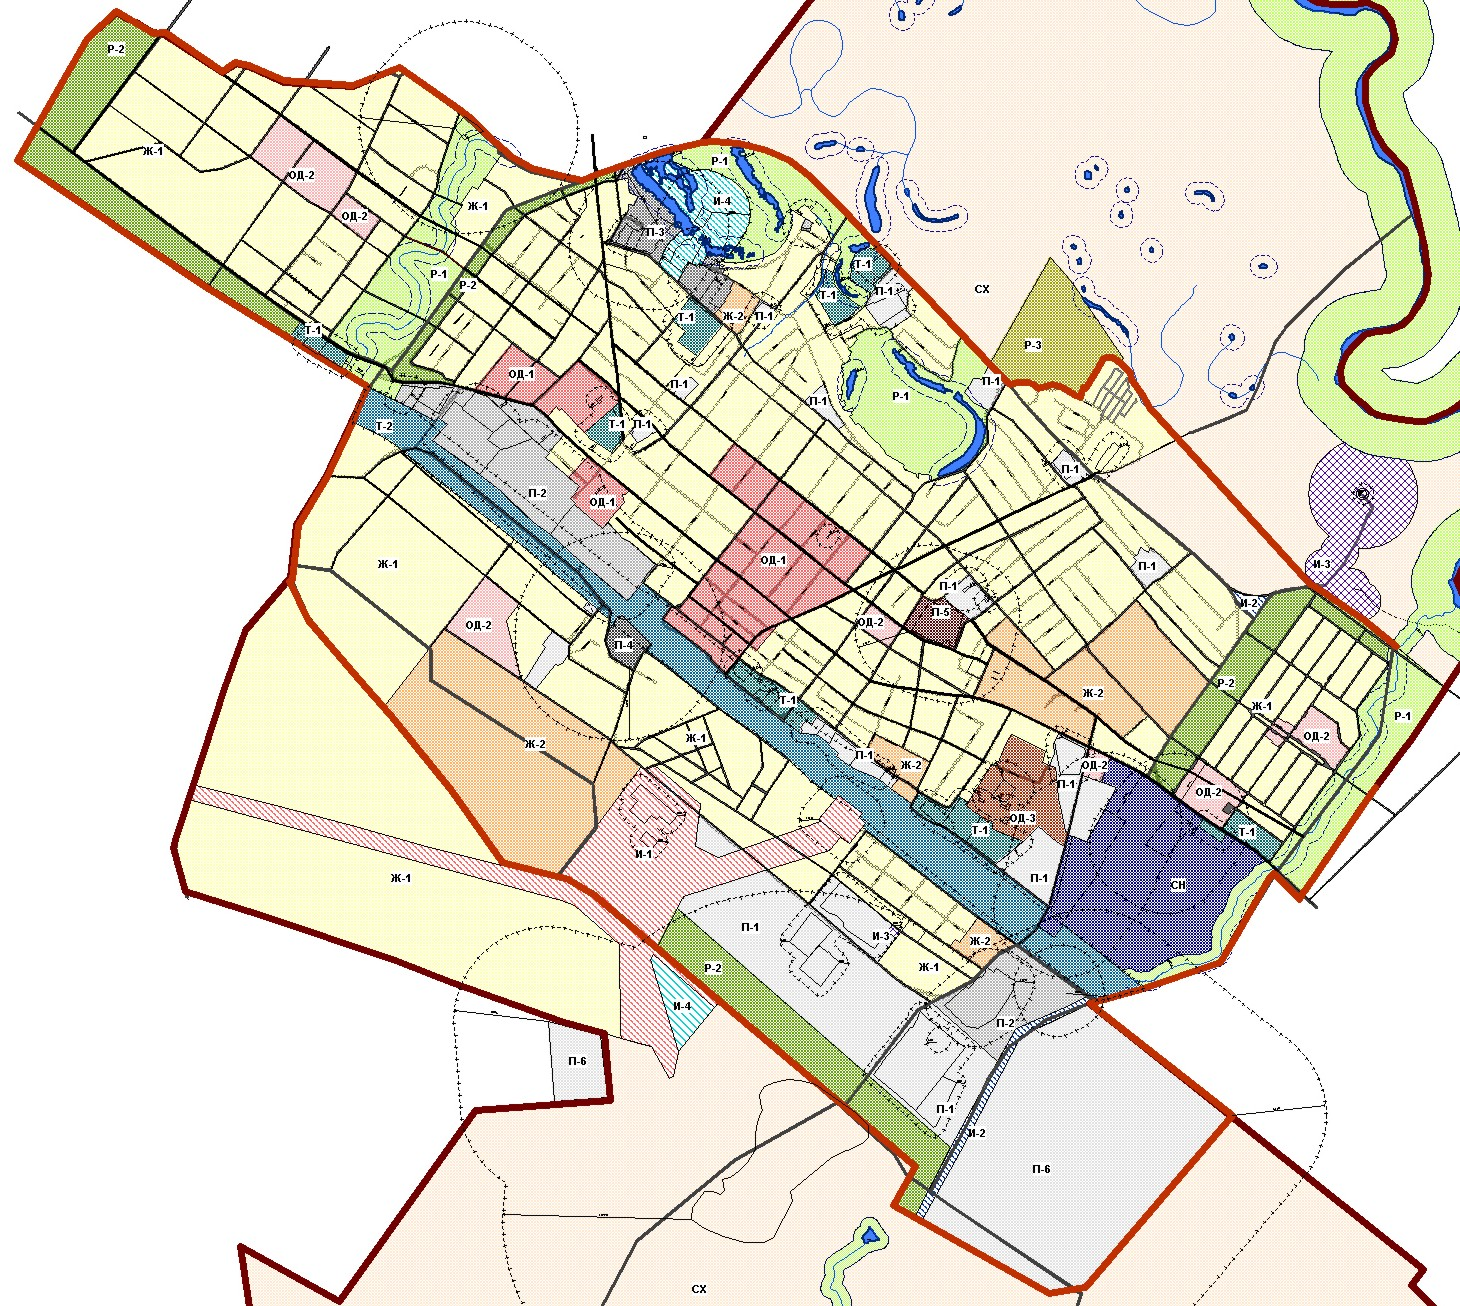 Р-2
Ж-1
Р-1
ОД-2
И-4
Ж-1
ОД-2
П-3
Т-1
Р-1
Р-2
СХ
Т-1
П-1
Т-1
Т-1
Ж-2
П-1
Р-3
ОД-1
П-1
П-1
П-1
Р-1
Т-2
Т-1
П-1
П-1
П-2
ОД-1
ОД-1
Ж-1
П-1
И-3
П-1
И-2
П-5
ОД-2
ОД-2
П-4
Р-2
Ж-2
Т-1
Ж-1
Р-1
Ж-1
ОД-2
Ж-2
П-1
Ж-2
ОД-2
П-1
ОД-2
ОД-3
Т-1
Т-1
И-1
Ж-1
П-1
СН
П-1
И-3
Ж-2
Р-2
Ж-1
И-4
П-2
П-6
П-1
И-2
П-6
СХ